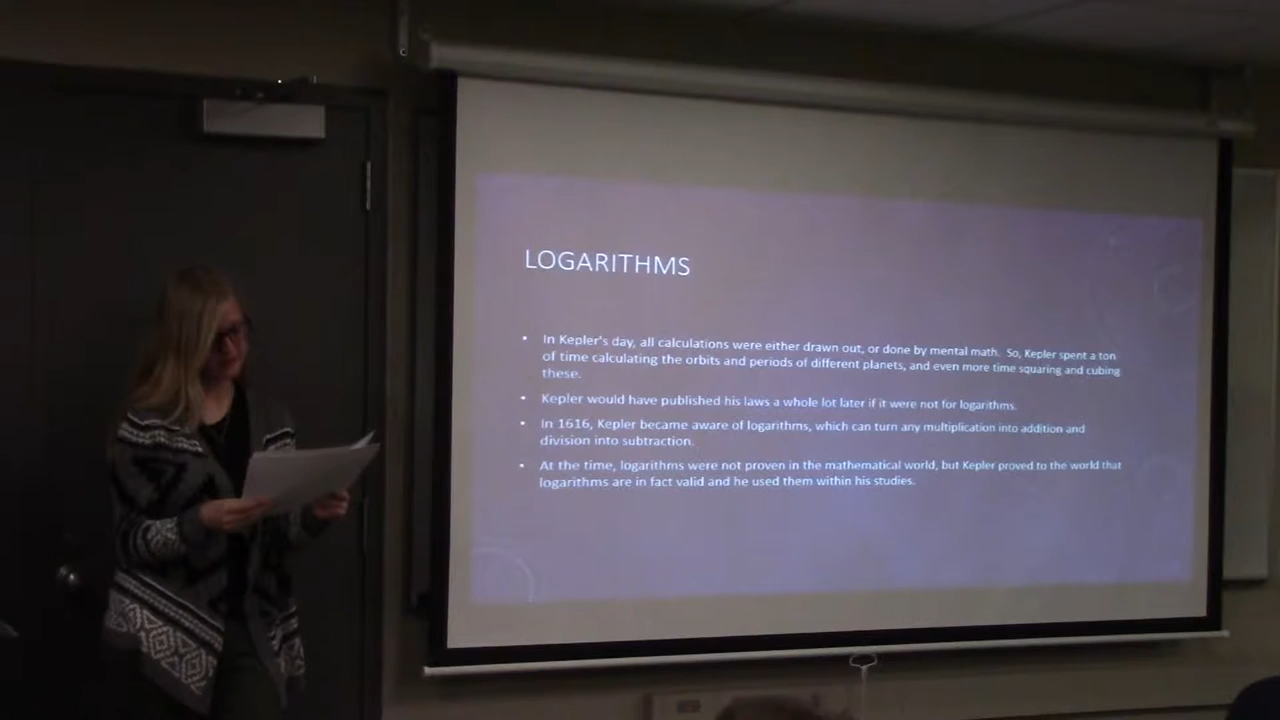 LOGARITHMS
• In Kepler's day, all calculations were either drawn out, or done by mental math. So, Kepler spent a ton
of time calculating the orbits and periods of different planets, and even more time squaring and cubing
these.
• Kepler would have published his laws a whole lot later if it were not for logarithms.
• In 1616, Kepler became aware of logarithms, which can turn any multiplication into addition and
division into subtraction.
• At the time, logarithms were not proven in the mathematical world, but Kepler proved to the world that
logarithms are in fact valid and he used them within his studies.